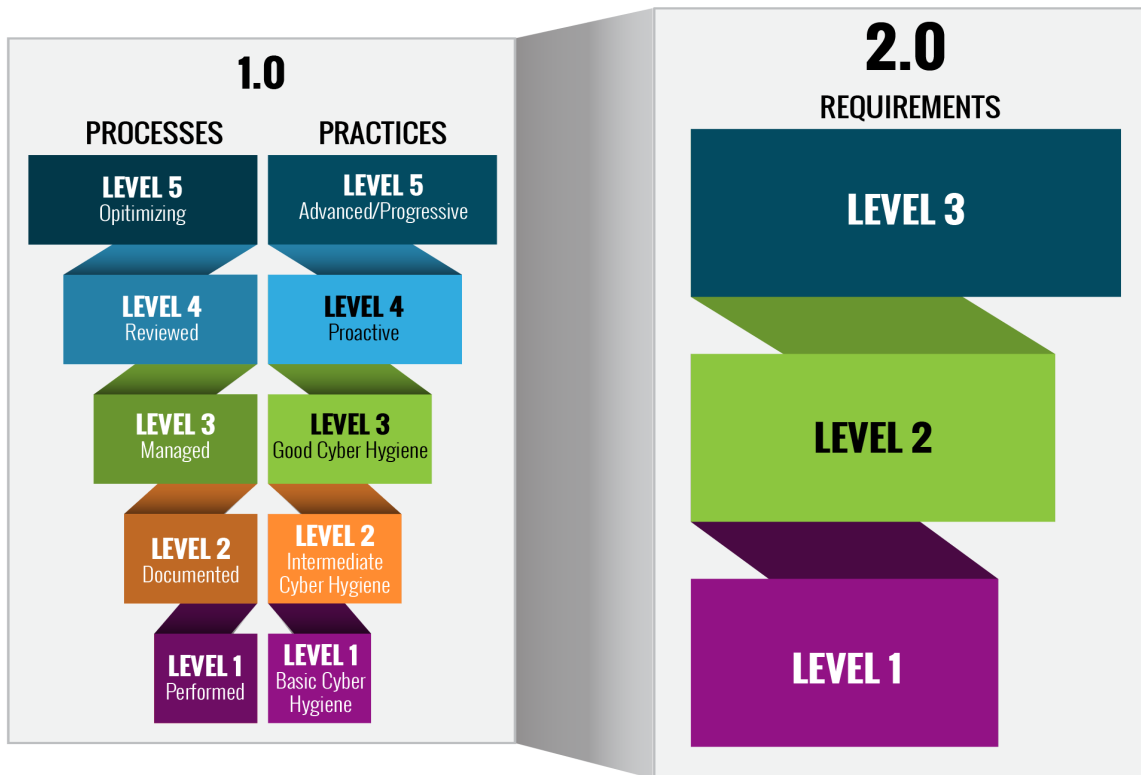 1.0
PROCESSES
PRACTICES
LEVEL 5
Opitimizing
LEVEL 5
Advanced/Progressive
LEVEL 4
Reviewed
LEVEL 4
Proactive
LEVEL 3
Managed
LEVEL 3
Good Cyber Hygiene
LEVEL 2
Documented
LEVEL 2
Intermediate
Cyber Hygiene
LEVEL 1
Performed
LEVEL 1
Basic Cyber
Hygiene
2.0
REQUIREMENTS
LEVEL 3
LEVEL 2
LEVEL 1